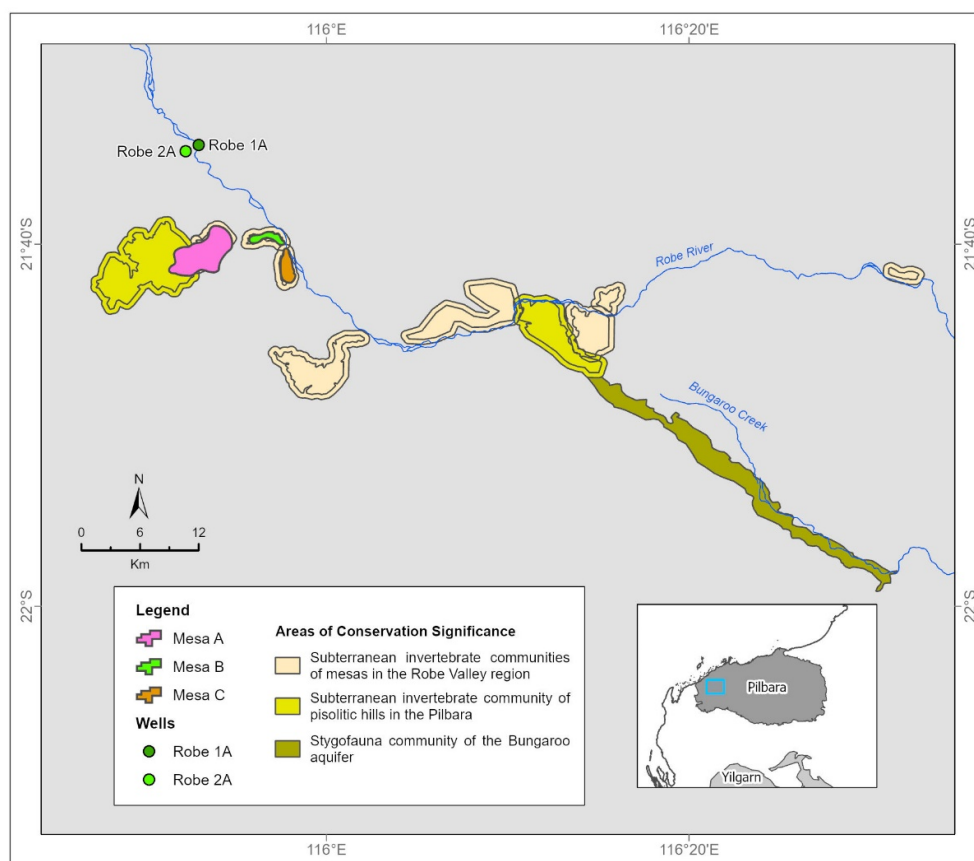 116°E
116°20'E
Robe 1A
Robe 2A
21°40'S
21°40'S
Robe River
Bungaroo Creek
N
0
6
12
Km
22°S
22°S
Legend
Mesa A
Mesa B
Mesa C
Wells
Robe 1A
Robe 2A
Areas of Conservation Significance
Subterranean invertebrate communities
of mesas in the Robe Valley region
Subterranean invertebrate community of
pisolitic hills in the Pilbara
Stygofauna community of the Bungaroo
aquifer
Pilbara
Yilgarn
116°E
116°20'E